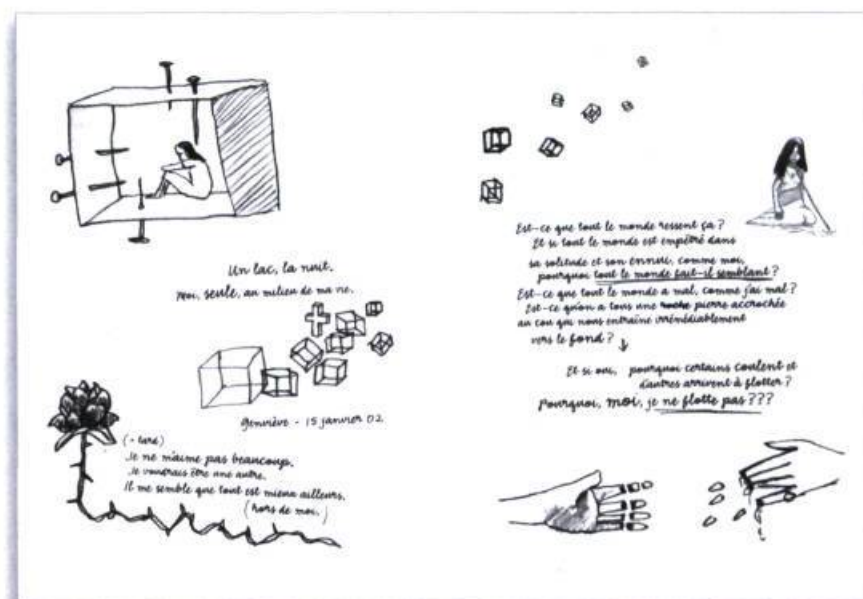 Un lac, la nuit.
Moi, seule, au milieu de ma vie.
Geneviève - 15 janvier 02
(+ tard)
Je ne m'aime pas beaucoup.
Je voudrais être une autre.
Il me semble que tout est mieux ailleurs.
(hors de moi.)
Est-ce que tout le monde ressent ça ?
Et si tout le monde est empêtré dans
sa solitude et son ennui, comme moi,
pourquoi tout le monde fait-il semblant ?
Est-ce que tout le monde a mal, comme j'ai mal ?
Est-ce qu'on a tous une roche pierre accrochée
au cou qui nous entraîne irrémédiablement
vers le fond ?
Et si oui, pourquoi certains coulent et
d'autres arrivent à flotter ?
Pourquoi, moi, je ne flotte pas ???